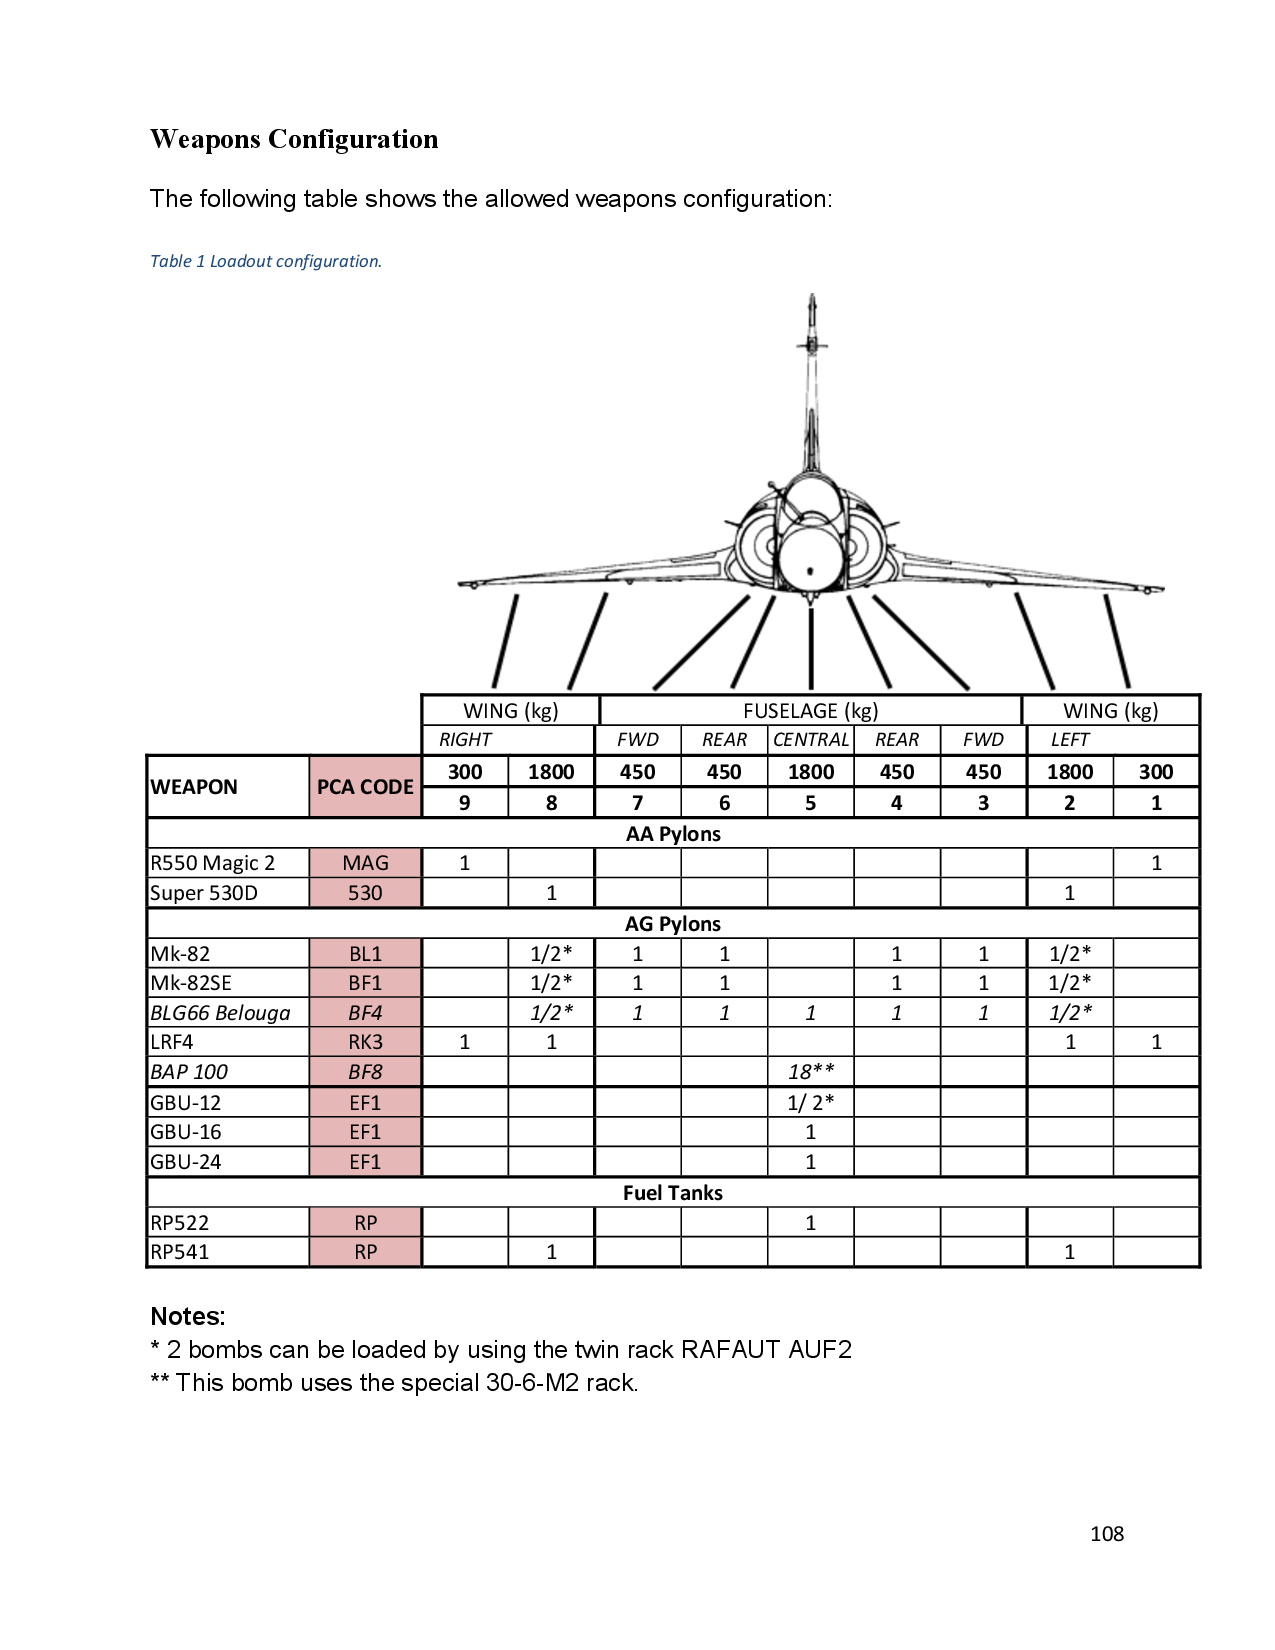 Weapons Configuration
The following table shows the allowed weapons configuration:
Table 1 Loadout configuration.
WING (kg) FUSELAGE (kg) WING (kg)
RIGHT FWD REAR CENTRAL REAR FWD LEFT
WEAPON PCA CODE 300 1800 450 450 1800 450 450 1800 300
9 8 7 6 5 4 3 2 1
AA Pylons
R550 Magic 2 MAG 1 1
Super 530D 530 1 1
AG Pylons
Mk-82 BL1 1/2* 1 1 1 1 1/2*
Mk-82SE BF1 1/2* 1 1 1 1 1/2*
BLG66 Belouga BF4 1/2* 1 1 1 1 1 1/2*
LRF4 RK3 1 1 1 1
BAP 100 BF8 18**
GBU-12 EF1 1/ 2*
GBU-16 EF1 1
GBU-24 EF1 1
Fuel Tanks
RP522 RP 1
RP541 RP 1 1
Notes:
* 2 bombs can be loaded by using the twin rack RAFAUT AUF2
** This bomb uses the special 30-6-M2 rack.
108